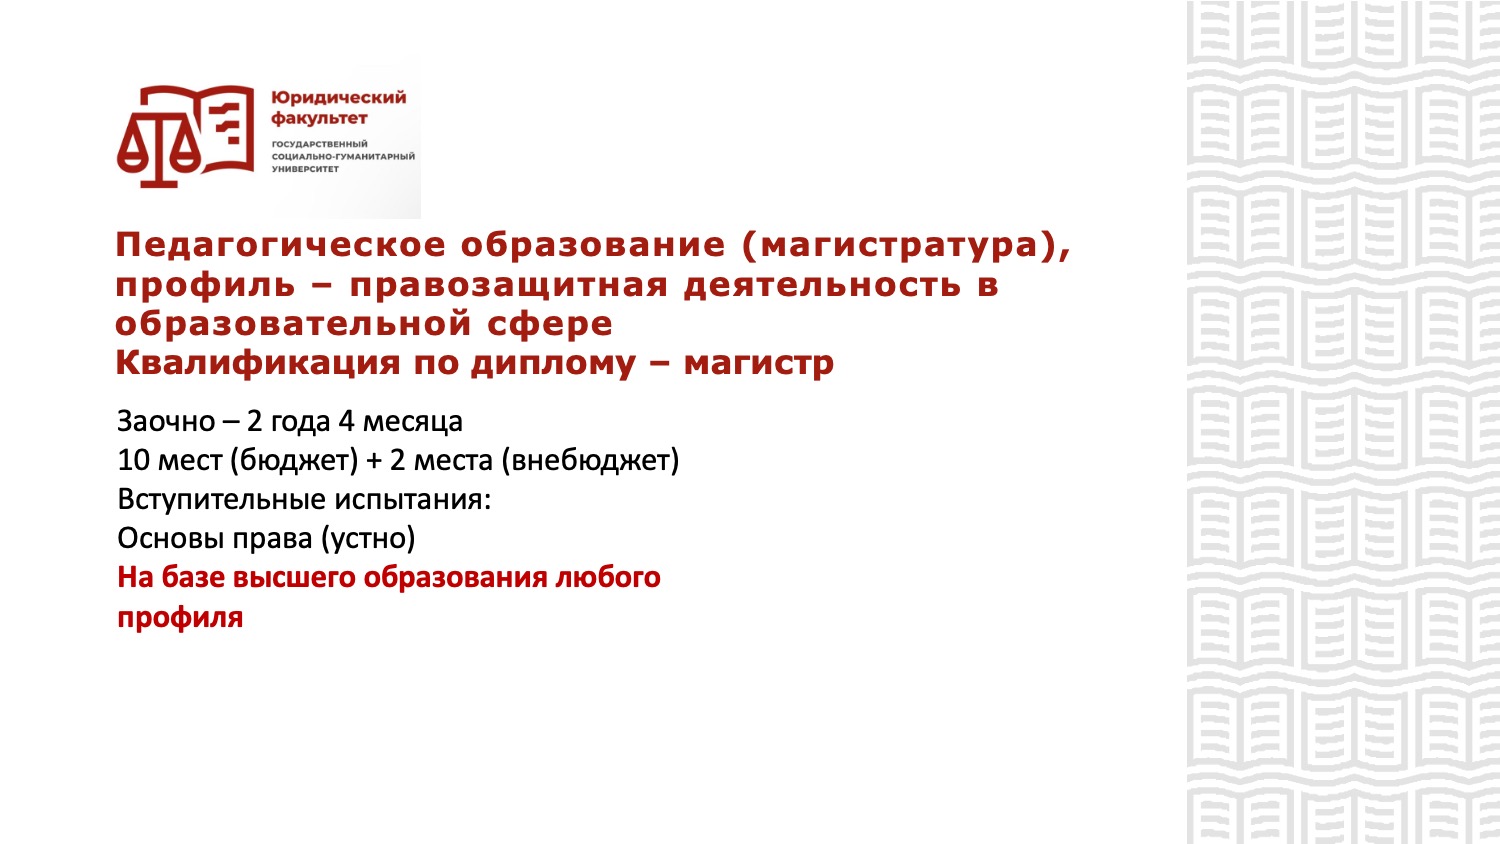 Юридический
факультет
ГОСУДАРСТВЕННЫЙ
СОЦИАЛЬНО-ГУМАНИТАРНЫЙ
УНИВЕРСИТЕТ
Педагогическое образование (магистратура),
профиль – правозащитная деятельность в
образовательной сфере
Квалификация по диплому – магистр
Заочно – 2 года 4 месяца
10 мест (бюджет) + 2 места (внебюджет)
Вступительные испытания:
Основы права (устно)
На базе высшего образования любого
профиля